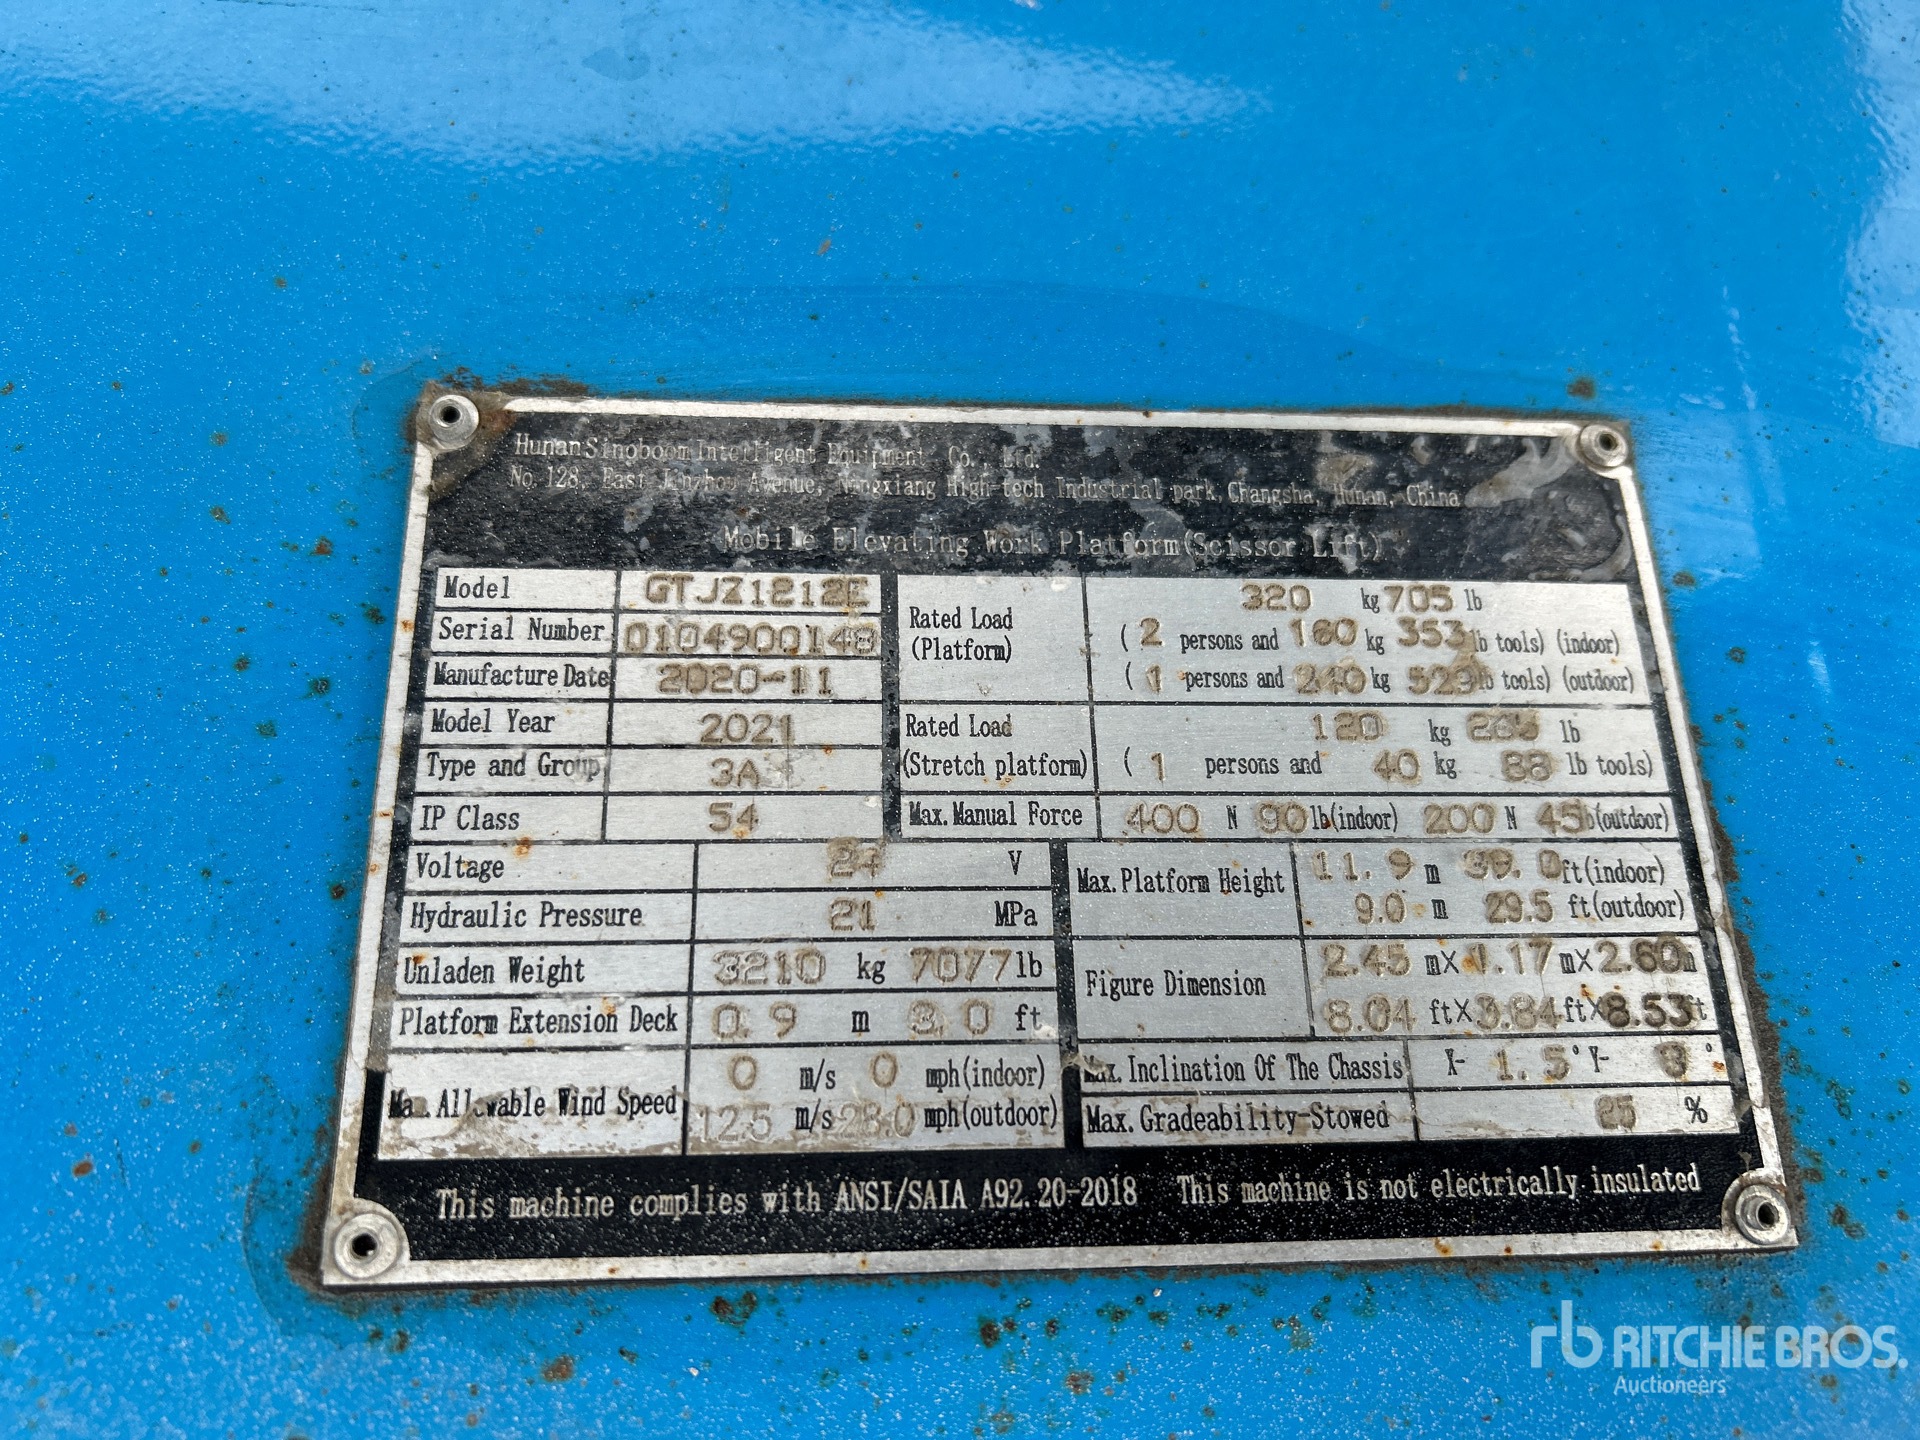 Hunan Sinoboom Intelligent Equipment Co., Ltd.
No. 128, East Jinzhou Avenue, Ningxiang High-tech Industrial park, Changsha, Hunan, China
Mobile Elevating Work Platform(Scissor Lift)
Model GTJZ1212E
Serial Number 0104900148
Manufacture Date 2020-11
Model Year 2021
Type and Group 3A
IP Class 54
Voltage 24 V
Hydraulic Pressure 21 MPa
Unladen Weight 3210 kg 7077 lb
Platform Extension Deck 0.9 m 3.0 ft
Max. Allowable Wind Speed 0 m/s 0 mph(indoor)
12.5 m/s 28.0 mph(outdoor)
Rated Load (Platform) 320 kg 705 lb
( 2 persons and 160 kg 353 lb tools) (indoor)
( 1 persons and 240 kg 529 lb tools) (outdoor)
Rated Load (Stretch platform) 120 kg 265 lb
( 1 persons and 40 kg 88 lb tools)
Max. Manual Force 400 N 90 lb(indoor) 200 N 45 lb(outdoor)
Max. Platform Height 11.9 m 39.0 ft(indoor)
9.0 m 29.5 ft(outdoor)
Figure Dimension 2.45 mX 1.17 mX 2.60 m
8.04 ftX 3.84 ftX 8.53 ft
Max. Inclination Of The Chassis X- 1.5° Y- 3°
Max. Gradeability-Stowed 25 %
This machine complies with ANSI/SAIA A92.20-2018 This machine is not electrically insulated
rb RITCHIE BROS.
Auctioneers